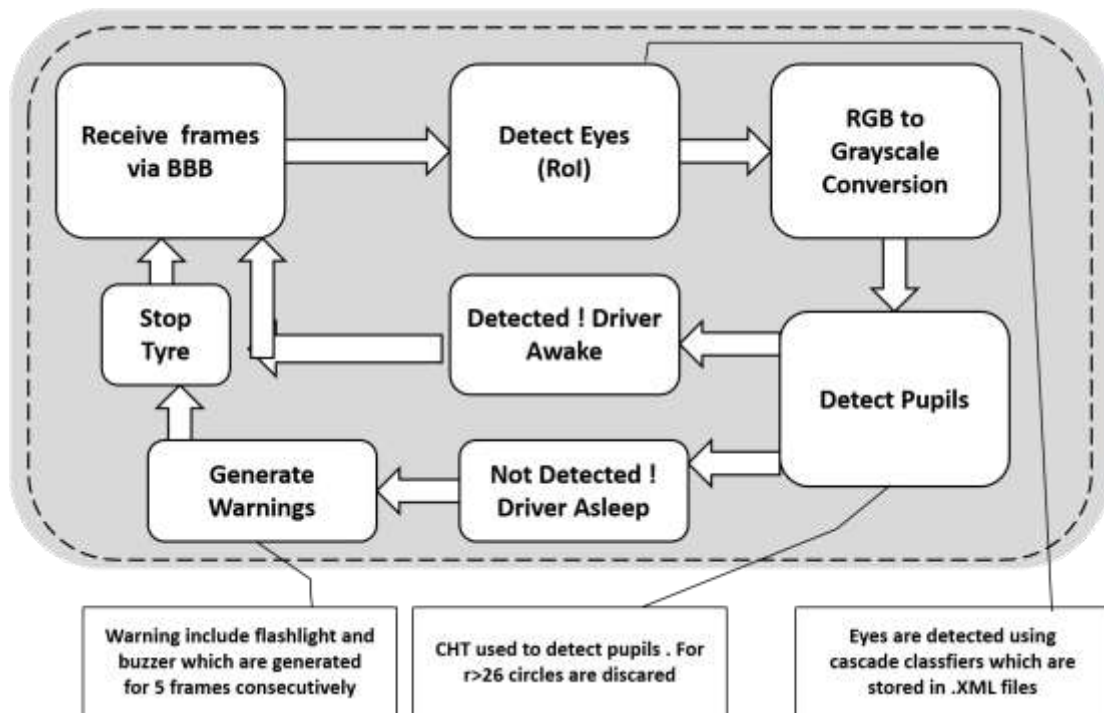 Receive frames
via BBB
Detect Eyes
(RoI)
RGB to
Grayscale
Conversion
Stop
Tyre
Detected ! Driver
Awake
Detect Pupils
Generate
Warnings
Not Detected !
Driver Asleep
Warning include flashlight and
buzzer which are generated
for 5 frames consecutively
CHT used to detect pupils . For
r>26 circles are discared
Eyes are detected using
cascade classfiers which are
stored in .XML files